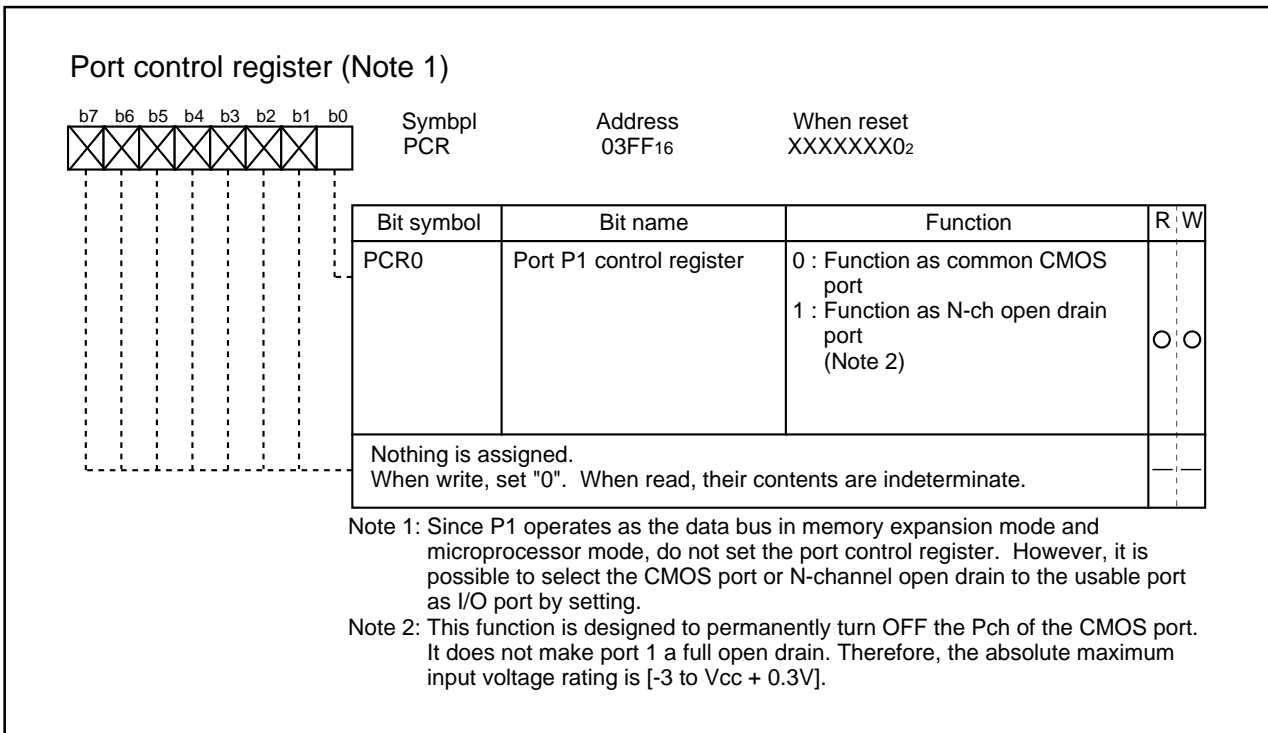 Port control register (Note 1)
b7 b6 b5 b4 b3 b2 b1 b0
Symbpl Address When reset
PCR 03FF16 XXXXXXX02
Bit symbol Bit name Function R W
PCR0 Port P1 control register 0 : Function as common CMOS
port
1 : Function as N-ch open drain
port
(Note 2)
Nothing is assigned.
When write, set "0". When read, their contents are indeterminate.
Note 1: Since P1 operates as the data bus in memory expansion mode and
microprocessor mode, do not set the port control register. However, it is
possible to select the CMOS port or N-channel open drain to the usable port
as I/O port by setting.
Note 2: This function is designed to permanently turn OFF the Pch of the CMOS port.
It does not make port 1 a full open drain. Therefore, the absolute maximum
input voltage rating is [-3 to Vcc + 0.3V].